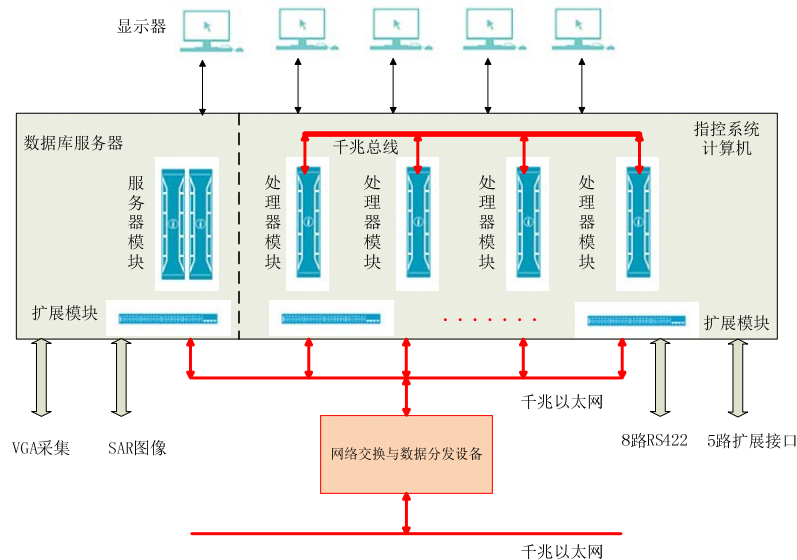 显示器
数据库服务器
千兆总线
指控系统
计算机
服务器模块
处理器模块
处理器模块
处理器模块
处理器模块
扩展模块
扩展模块
千兆以太网
VGA采集
SAR图像
8路RS422
5路扩展接口
网络交换与数据分发设备
千兆以太网